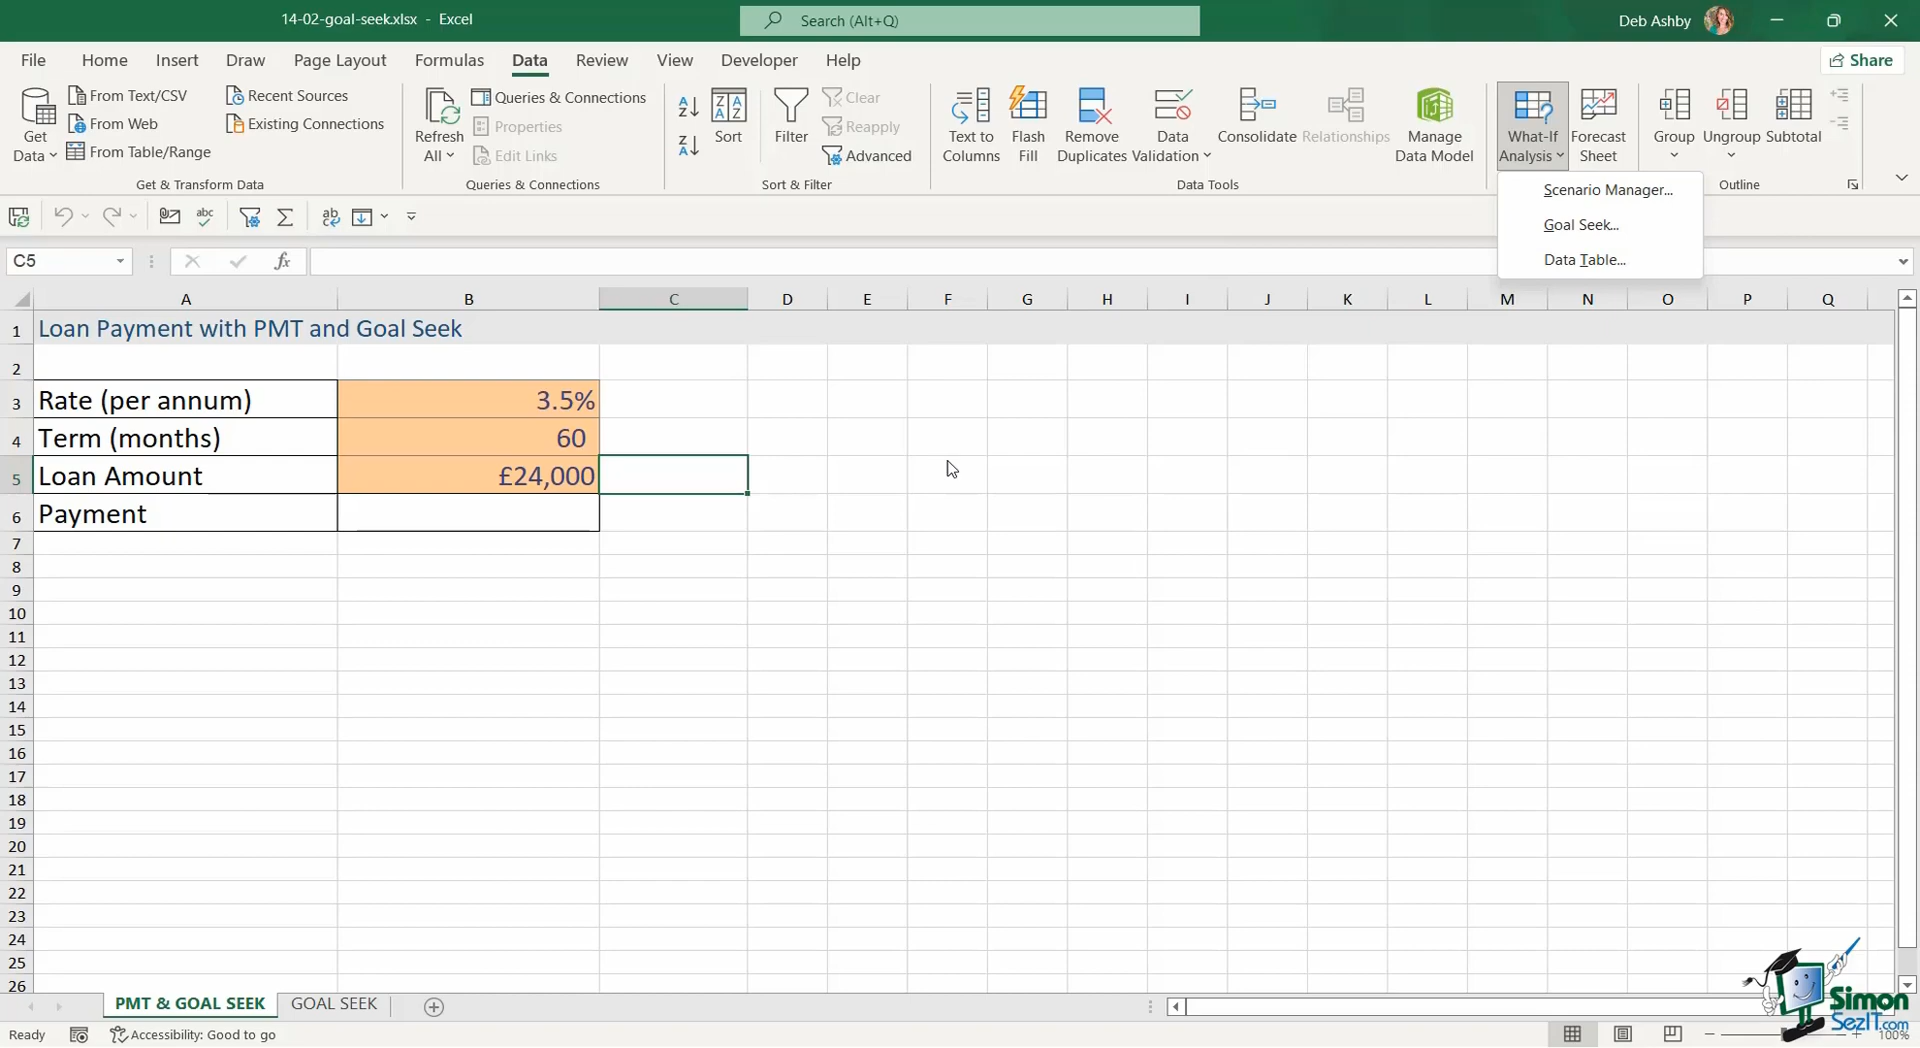 14-02-goal-seek.xlsx - Excel
Search (Alt+Q)
Deb Ashby
File Home Insert Draw Page Layout Formulas Data Review View Developer Help
Share
Get Data
From Text/CSV
From Web
From Table/Range
Recent Sources
Existing Connections
Get & Transform Data
Refresh All
Queries & Connections
Properties
Edit Links
Queries & Connections
Sort
Filter
Clear
Reapply
Advanced
Sort & Filter
Text to Columns
Flash Fill
Remove Duplicates
Data Validation
Consolidate
Relationships
Manage Data Model
Data Tools
What-If Analysis
Forecast Sheet
Group
Ungroup
Subtotal
Outline
Scenario Manager...
Goal Seek...
Data Table...
C5
fx
A B C D E F G H I J K L M N O P Q
1 Loan Payment with PMT and Goal Seek
2
3 Rate (per annum) 3.5%
4 Term (months) 60
5 Loan Amount £24,000
6 Payment
7
8
9
10
11
12
13
14
15
16
17
18
19
20
21
22
23
24
25
26
PMT & GOAL SEEK
GOAL SEEK
Ready
Accessibility: Good to go
100%
Simon
SezIT.com